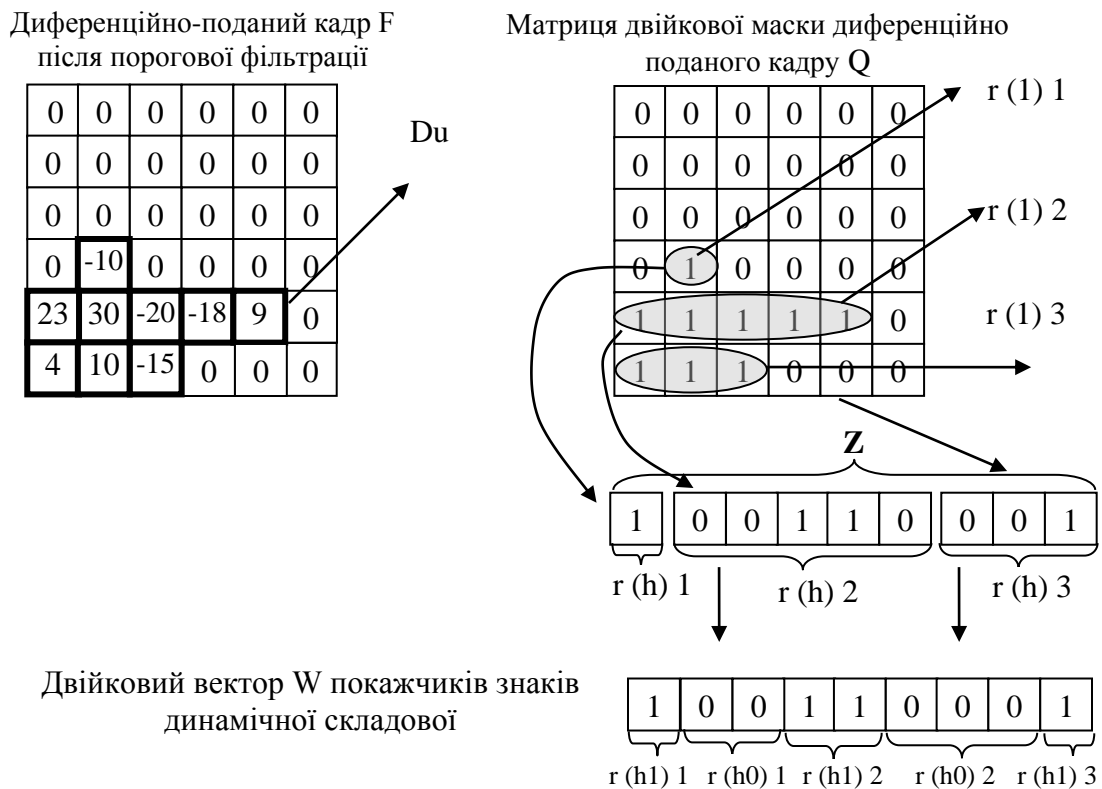 Диференційно-поданий кадр F
після порогової фільтрації
Матриця двійкової маски диференційно
поданого кадру Q
0 0 0 0 0 0
0 0 0 0 0 0
0 0 0 0 0 0
0 -10 0 0 0 0
23 30 -20 -18 9 0
4 10 -15 0 0 0
Du
0 0 0 0 0 0
0 0 0 0 0 0
0 0 0 0 0 0
0 1 0 0 0 0
1 1 1 1 1 0
1 1 1 0 0 0
r (1) 1
r (1) 2
r (1) 3
Z
1 0 0 1 1 0 0 0 1
r (h) 1 r (h) 2 r (h) 3
Двійковий вектор W покажчиків знаків
динамічної складової
1 0 0 1 1 0 0 0 1
r (h1) 1 r (h0) 1 r (h1) 2 r (h0) 2 r (h1) 3